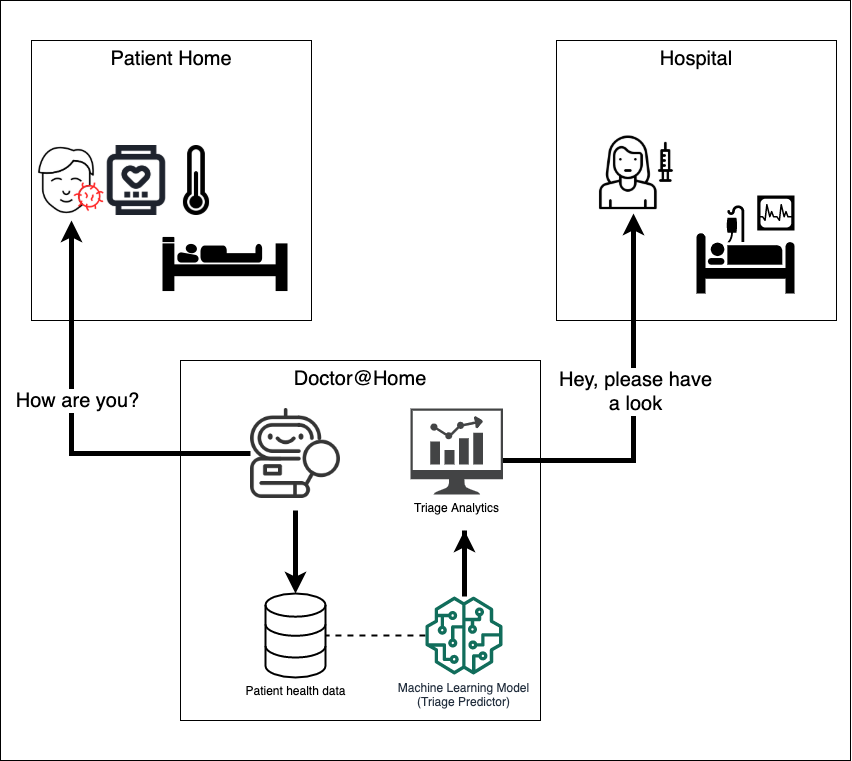 Patient Home
Hospital
How are you?
Doctor@Home
Hey, please have
a look
Triage Analytics
Patient health data
Machine Learning Model
(Triage Predictor)